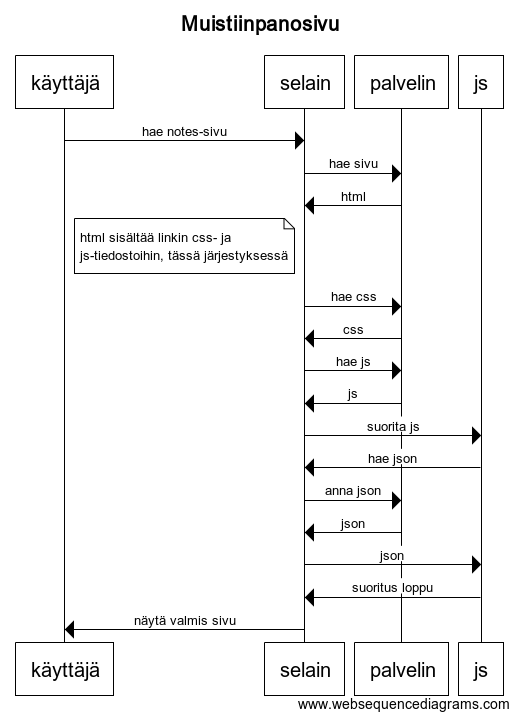 Muistiinpanosivu
käyttäjä
selain
palvelin
js
hae notes-sivu
hae sivu
html
html sisältää linkin css- ja
js-tiedostoihin, tässä järjestyksessä
hae css
css
hae js
js
suorita js
hae json
anna json
json
json
suoritus loppu
näytä valmis sivu
käyttäjä
selain
palvelin
js
www.websequencediagrams.com